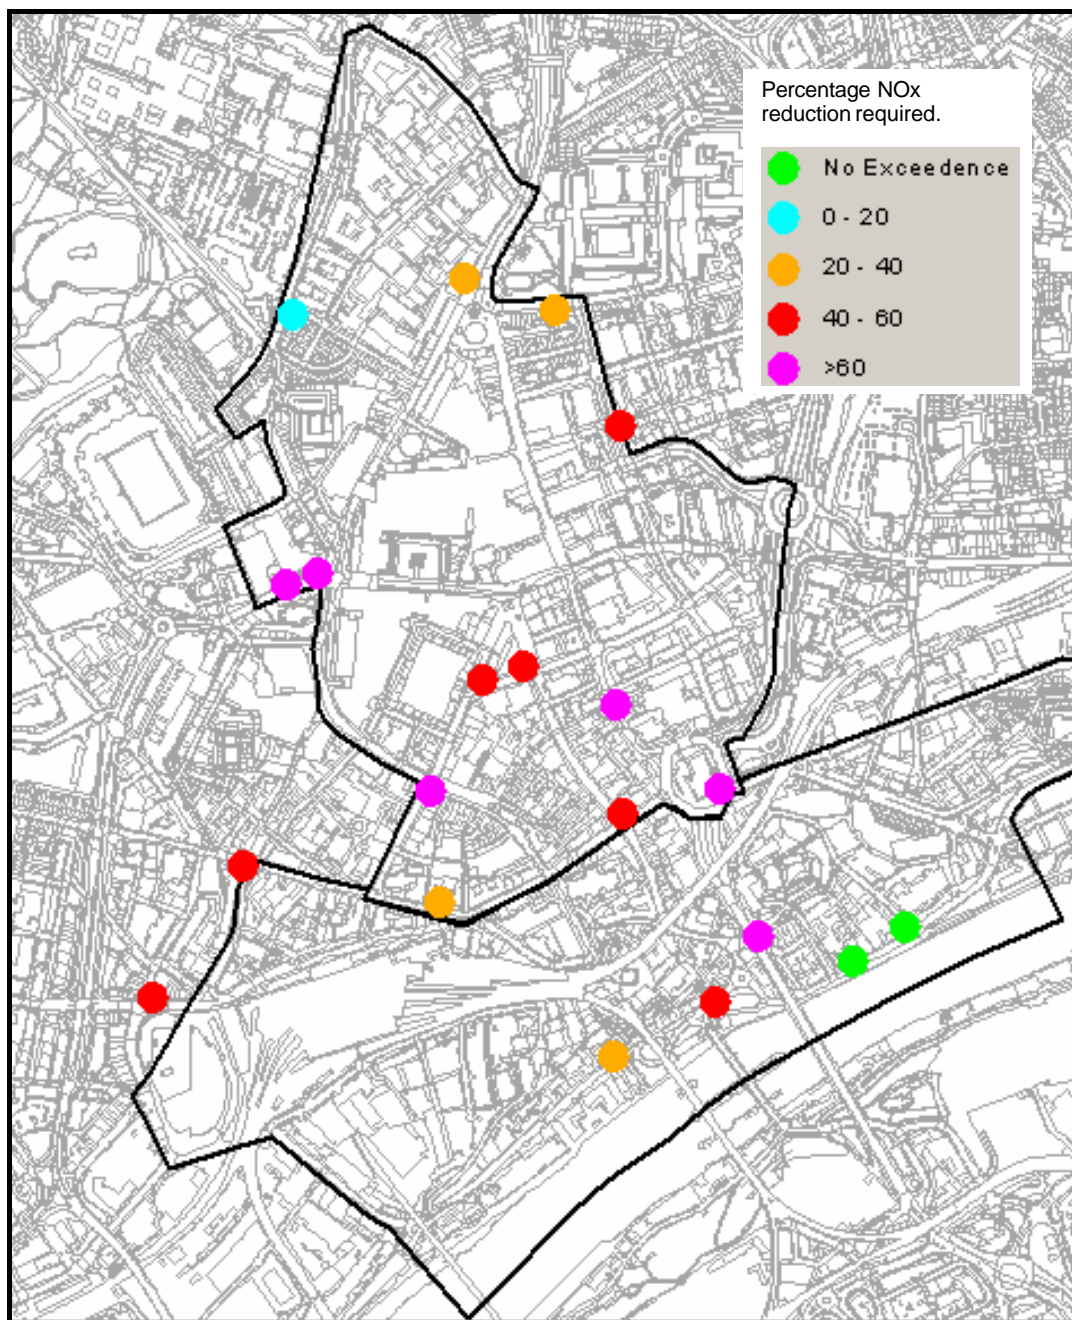 Percentage NOx
reduction required.
No Exceedence
0 - 20
20 - 40
40 - 60
>60